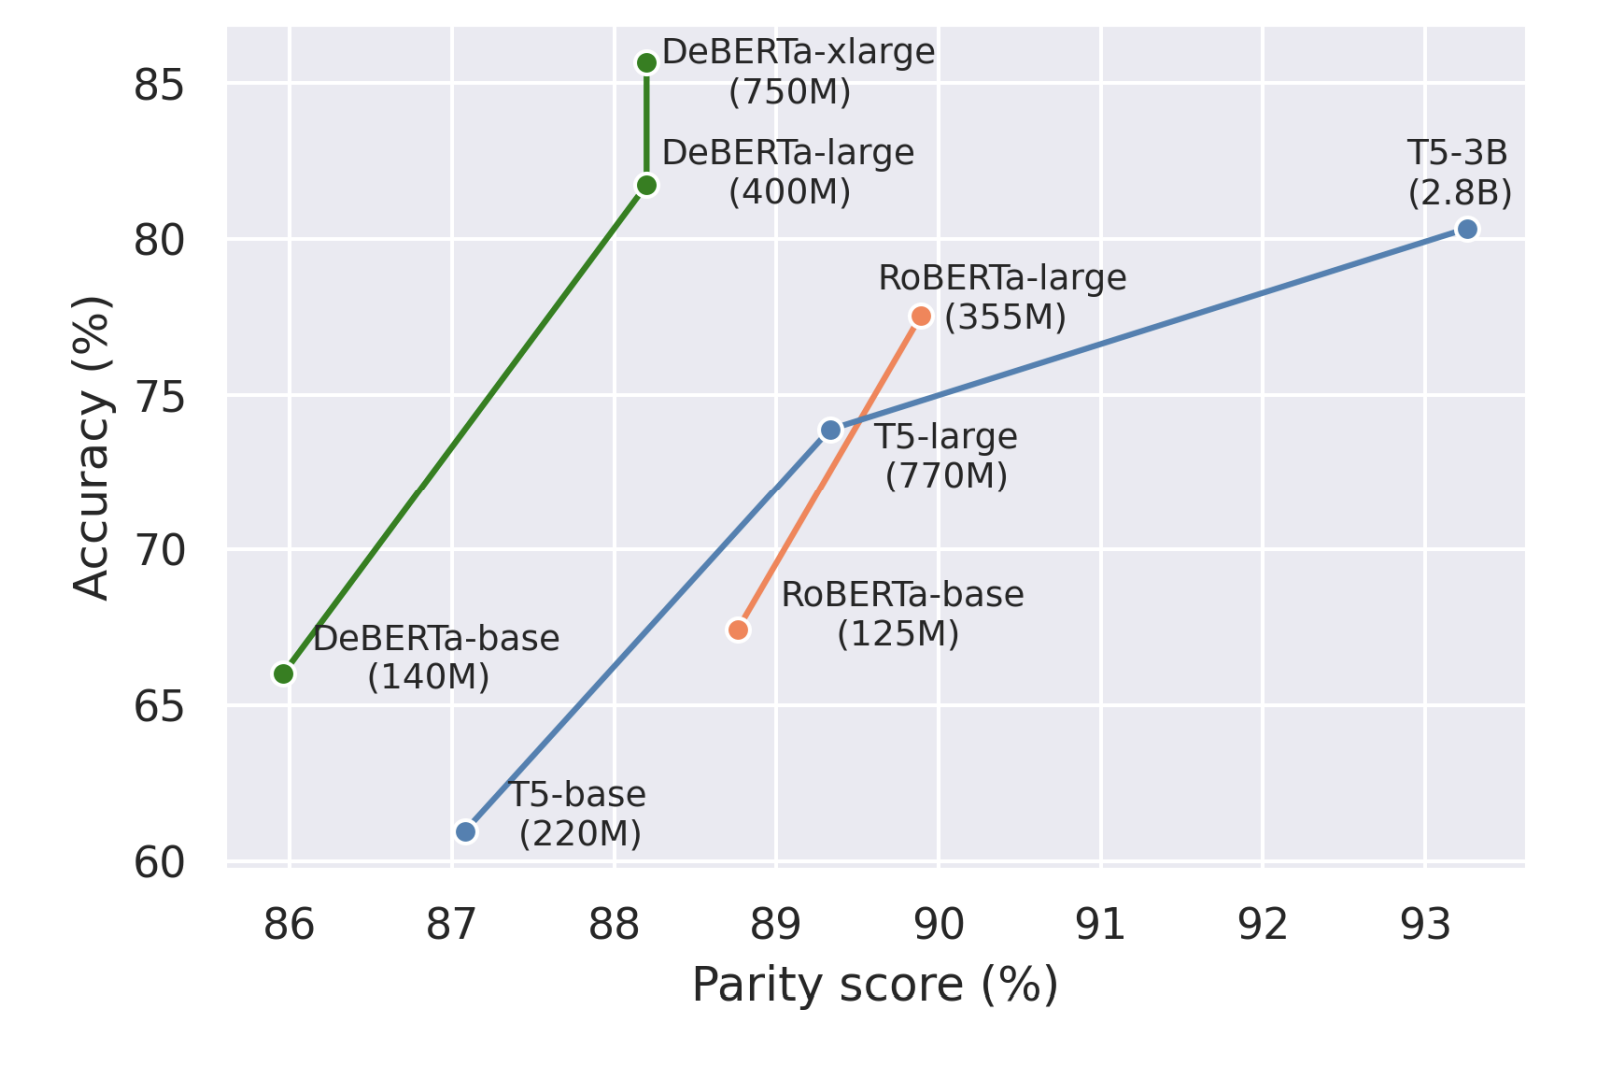 DeBERTa-xlarge
(750M)
85
DeBERTa-large
(400M)
T5-3B
(2.8B)
80
RoBERTa-large
(355M)
75
T5-large
(770M)
70
RoBERTa-base
(125M)
DeBERTa-base
(140M)
65
T5-base
(220M)
60
Accuracy (%)
86 87 88 89 90 91 92 93
Parity score (%)